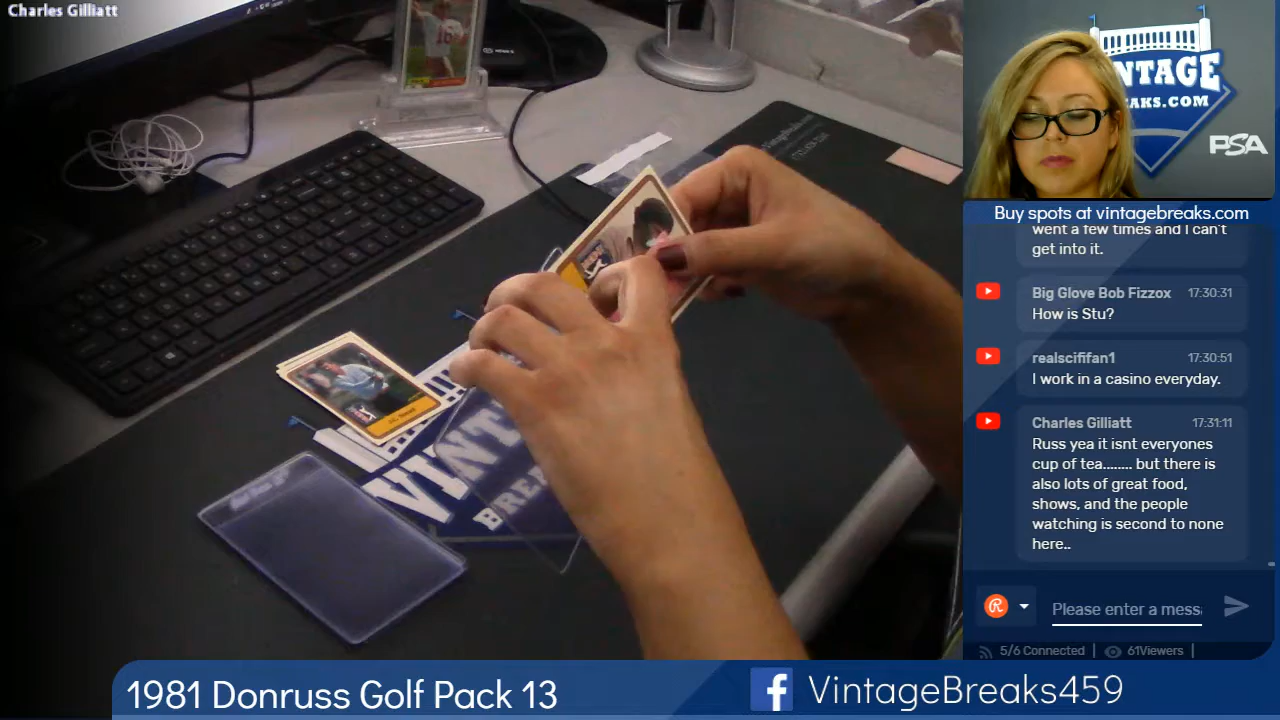 Charles Gilliatt
16
VINTAGE
BREAKS.COM
PSA
Buy spots at vintagebreaks.com
went a few times and I can't
get into it.
Big Glove Bob Fizzox 17:30:31
How is Stu?
realscififan1 17:30:51
I work in a casino everyday.
Charles Gilliatt 17:31:11
Russ yea it isnt everyones
cup of tea........ but there is
also lots of great food,
shows, and the people
watching is second to none
here..
Please enter a messa
5/6 Connected | 61Viewers |
VINT
BREA
1981 Donruss Golf Pack 13
VintageBreaks459